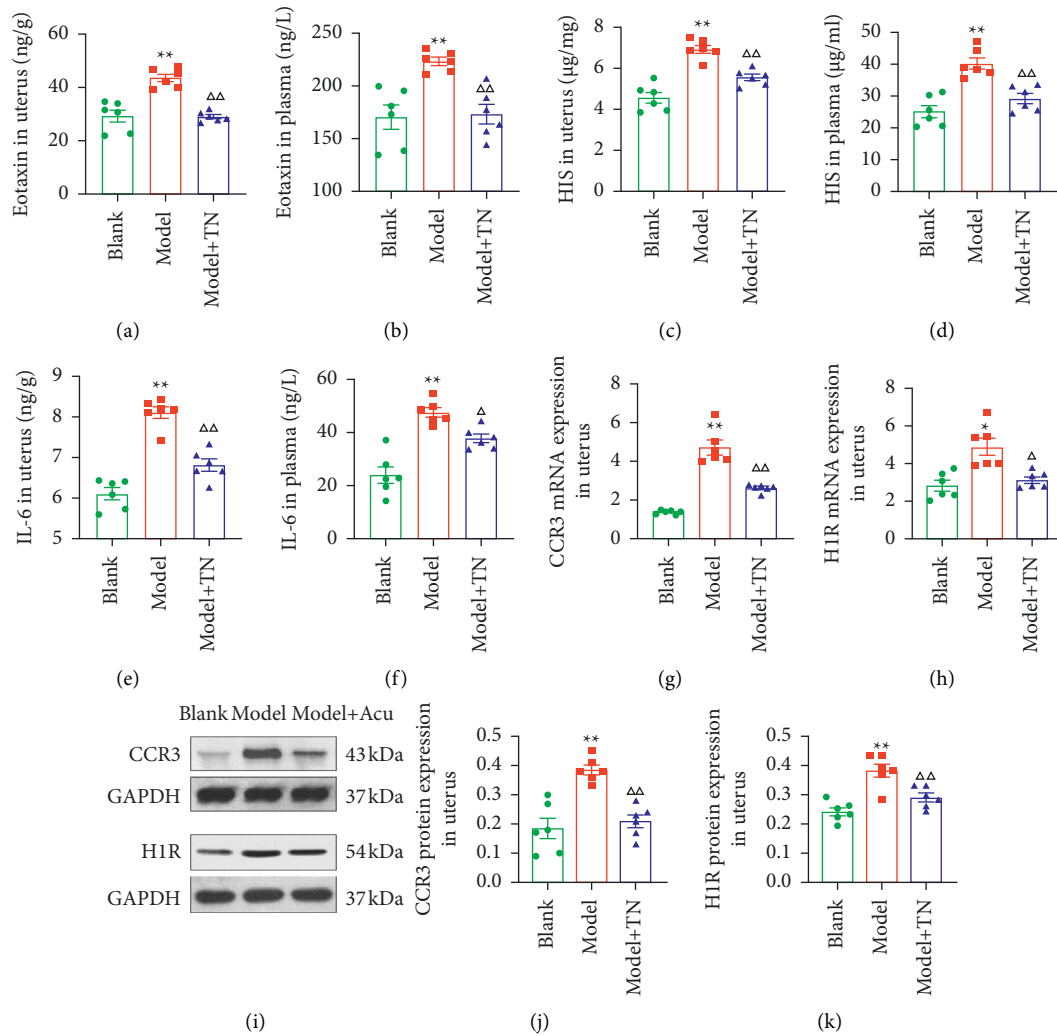 Eotaxin in uterus (ng/g)
60
40
20
0
**
△△
Blank
Model
Model+TN
(a)
Eotaxin in plasma (ng/L)
250
200
150
100
**
△△
Blank
Model
Model+TN
(b)
HIS in uterus (μg/mg)
8
6
4
2
0
**
△△
Blank
Model
Model+TN
(c)
HIS in plasma (μg/ml)
50
40
30
20
10
0
**
△△
Blank
Model
Model+TN
(d)
IL-6 in uterus (ng/g)
9
8
7
6
5
**
△△
Blank
Model
Model+TN
(e)
IL-6 in plasma (ng/L)
60
40
20
0
**
△
Blank
Model
Model+TN
(f)
CCR3 mRNA expression
in uterus
8
6
4
2
0
**
△△
Blank
Model
Model+TN
(g)
H1R mRNA expression
in uterus
8
6
4
2
0
*
△
Blank
Model
Model+TN
(h)
Blank Model Model+Acu
CCR3 43 kDa
GAPDH 37 kDa
H1R 54 kDa
GAPDH 37 kDa
(i)
CCR3 protein expression
in uterus
0.5
0.4
0.3
0.2
0.1
0.0
**
△△
Blank
Model
Model+TN
(j)
H1R protein expression
in uterus
0.5
0.4
0.3
0.2
0.1
0.0
**
△△
Blank
Model
Model+TN
(k)